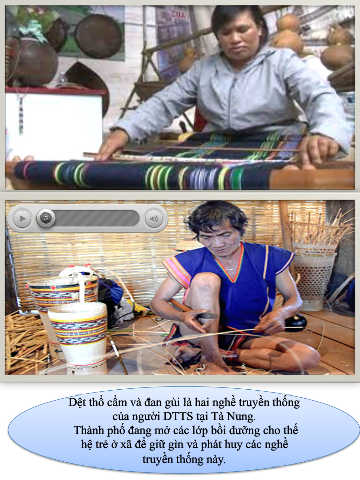 Dệt thổ cẩm và đan gùi là hai nghề truyền thống
của người DTTS tại Tà Nung.
Thành phố đang mở các lớp bồi dưỡng cho thế
hệ trẻ ở xã để giữ gìn và phát huy các nghề
truyền thống này.